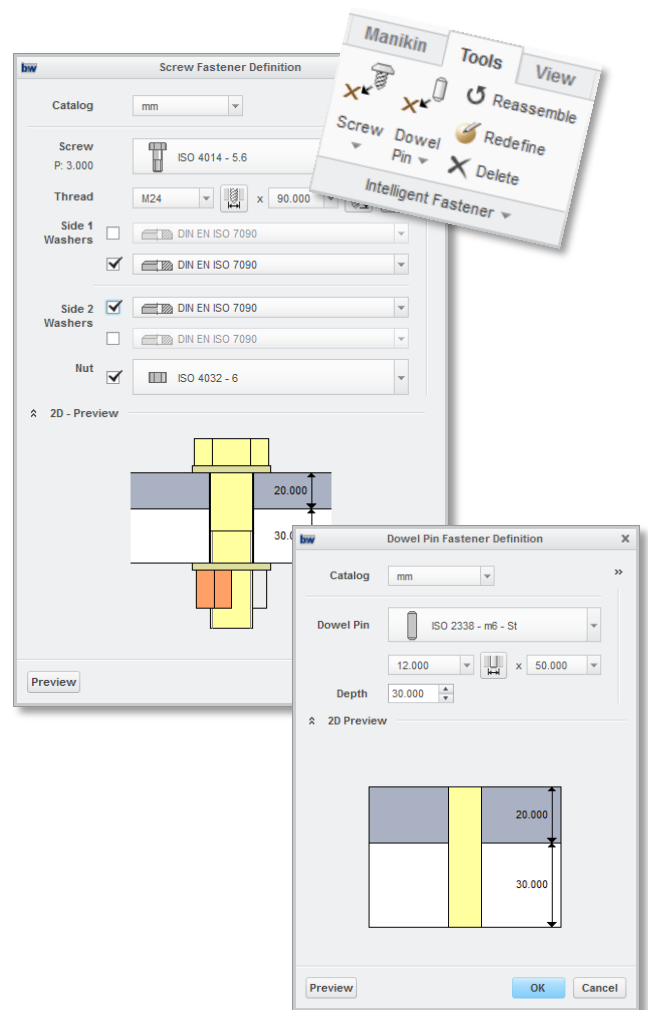 Manikin Tools View
Reassemble
Screw Dowel Pin
Redefine
Delete
Intelligent Fastener
bw Screw Fastener Definition
Catalog mm
Screw ISO 4014 - 5.6
P: 3.000
Thread M24 x 90.000
Side 1 Washers DIN EN ISO 7090
DIN EN ISO 7090
Side 2 Washers DIN EN ISO 7090
DIN EN ISO 7090
Nut ISO 4032 - 6
2D - Preview
20.000
Preview
bw Dowel Pin Fastener Definition x
Catalog mm »
Dowel Pin ISO 2338 - m6 - St
12.000 x 50.000
Depth 30.000
2D Preview
20.000
30.000
Preview OK Cancel